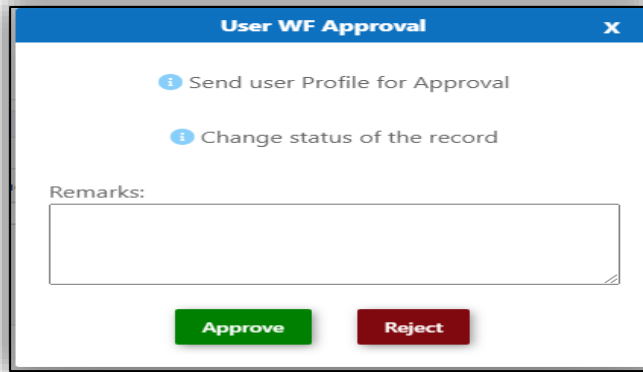 User WF Approval X
Send user Profile for Approval
Change status of the record
Remarks:
Approve Reject